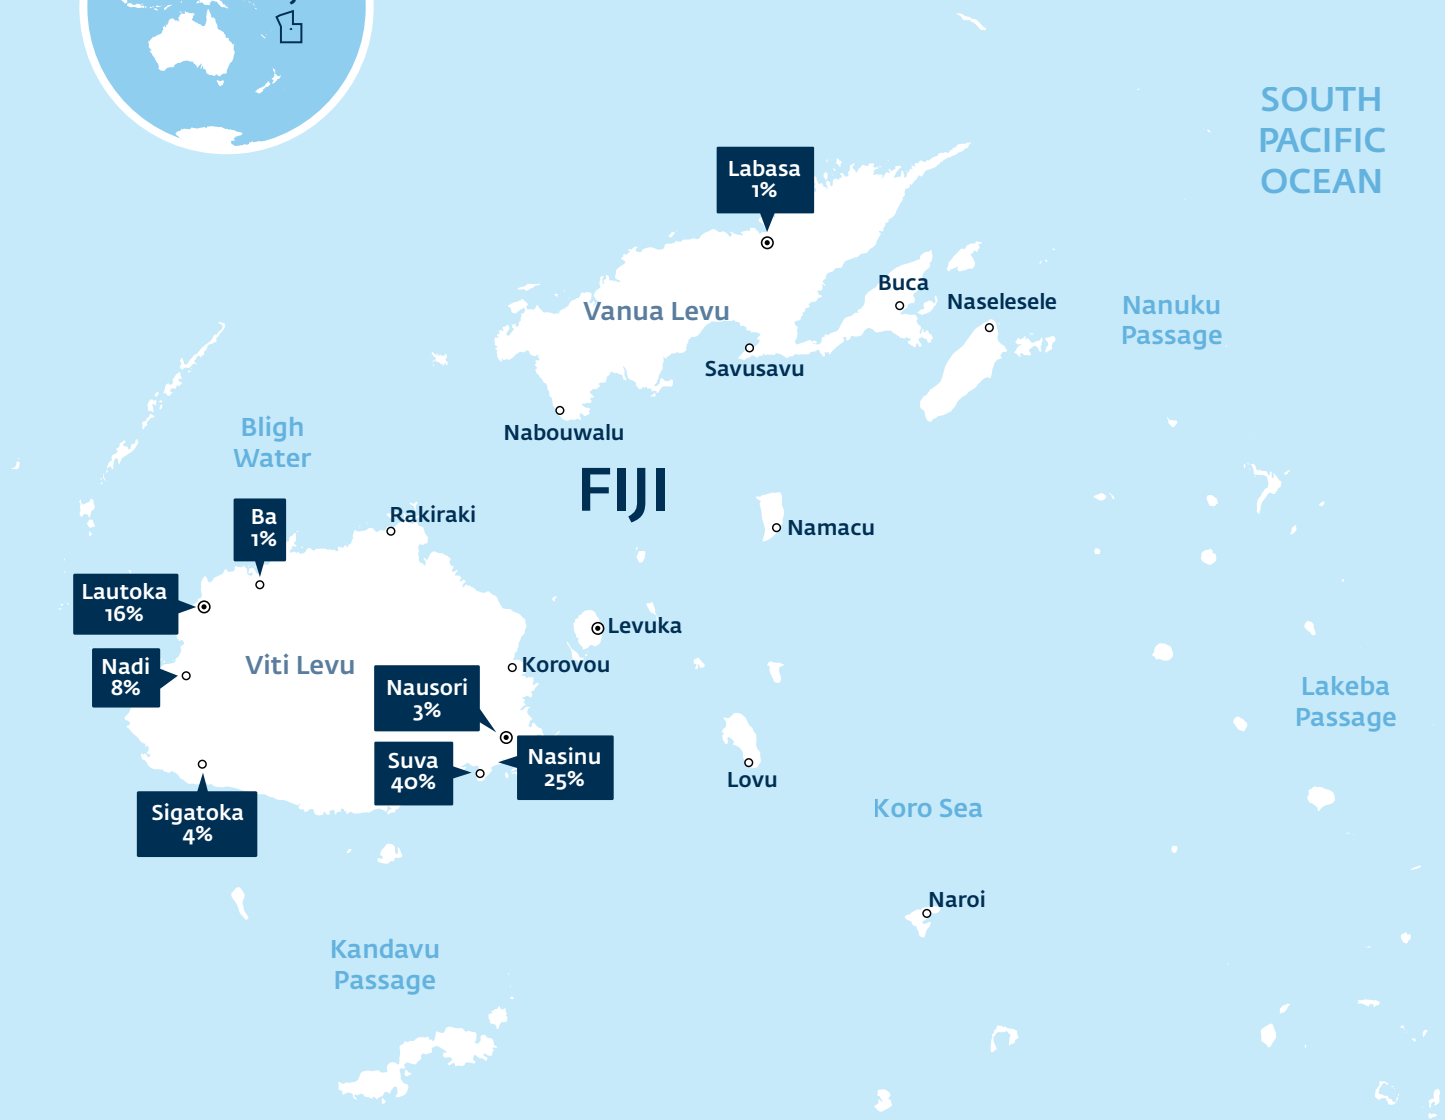 SOUTH
PACIFIC
OCEAN
Labasa
1%
Buca
Naselesele
Vanua Levu
Nanuku
Passage
Savusavu
Nabouwalu
Bligh
Water
FIJI
Rakiraki
Ba
1%
Namacu
Lautoka
16%
Levuka
Nadi
8%
Viti Levu
Korovou
Nausori
3%
Lakeba
Passage
Suva
40%
Nasinu
25%
Lovu
Sigatoka
4%
Koro Sea
Naroi
Kandavu
Passage